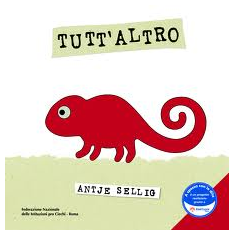 TUTT'ALTRO
ANTJE SELLIG
Federazione Nazionale
delle Istituzioni pro Ciechi - Roma